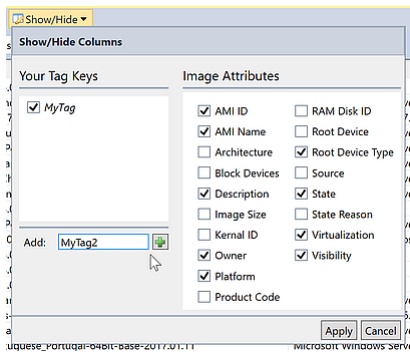 Show/Hide
Show/Hide Columns
Your Tag Keys
MyTag
Add: MyTag2
Image Attributes
AMI ID
AMI Name
Architecture
Block Devices
Description
Image Size
Kernal ID
Owner
Platform
Product Code
RAM Disk ID
Root Device
Root Device Type
Source
State
State Reason
Virtualization
Visibility
Apply Cancel
uguese_Portugal-64Bit-Base-2017.01.11 Microsoft Windows Serve